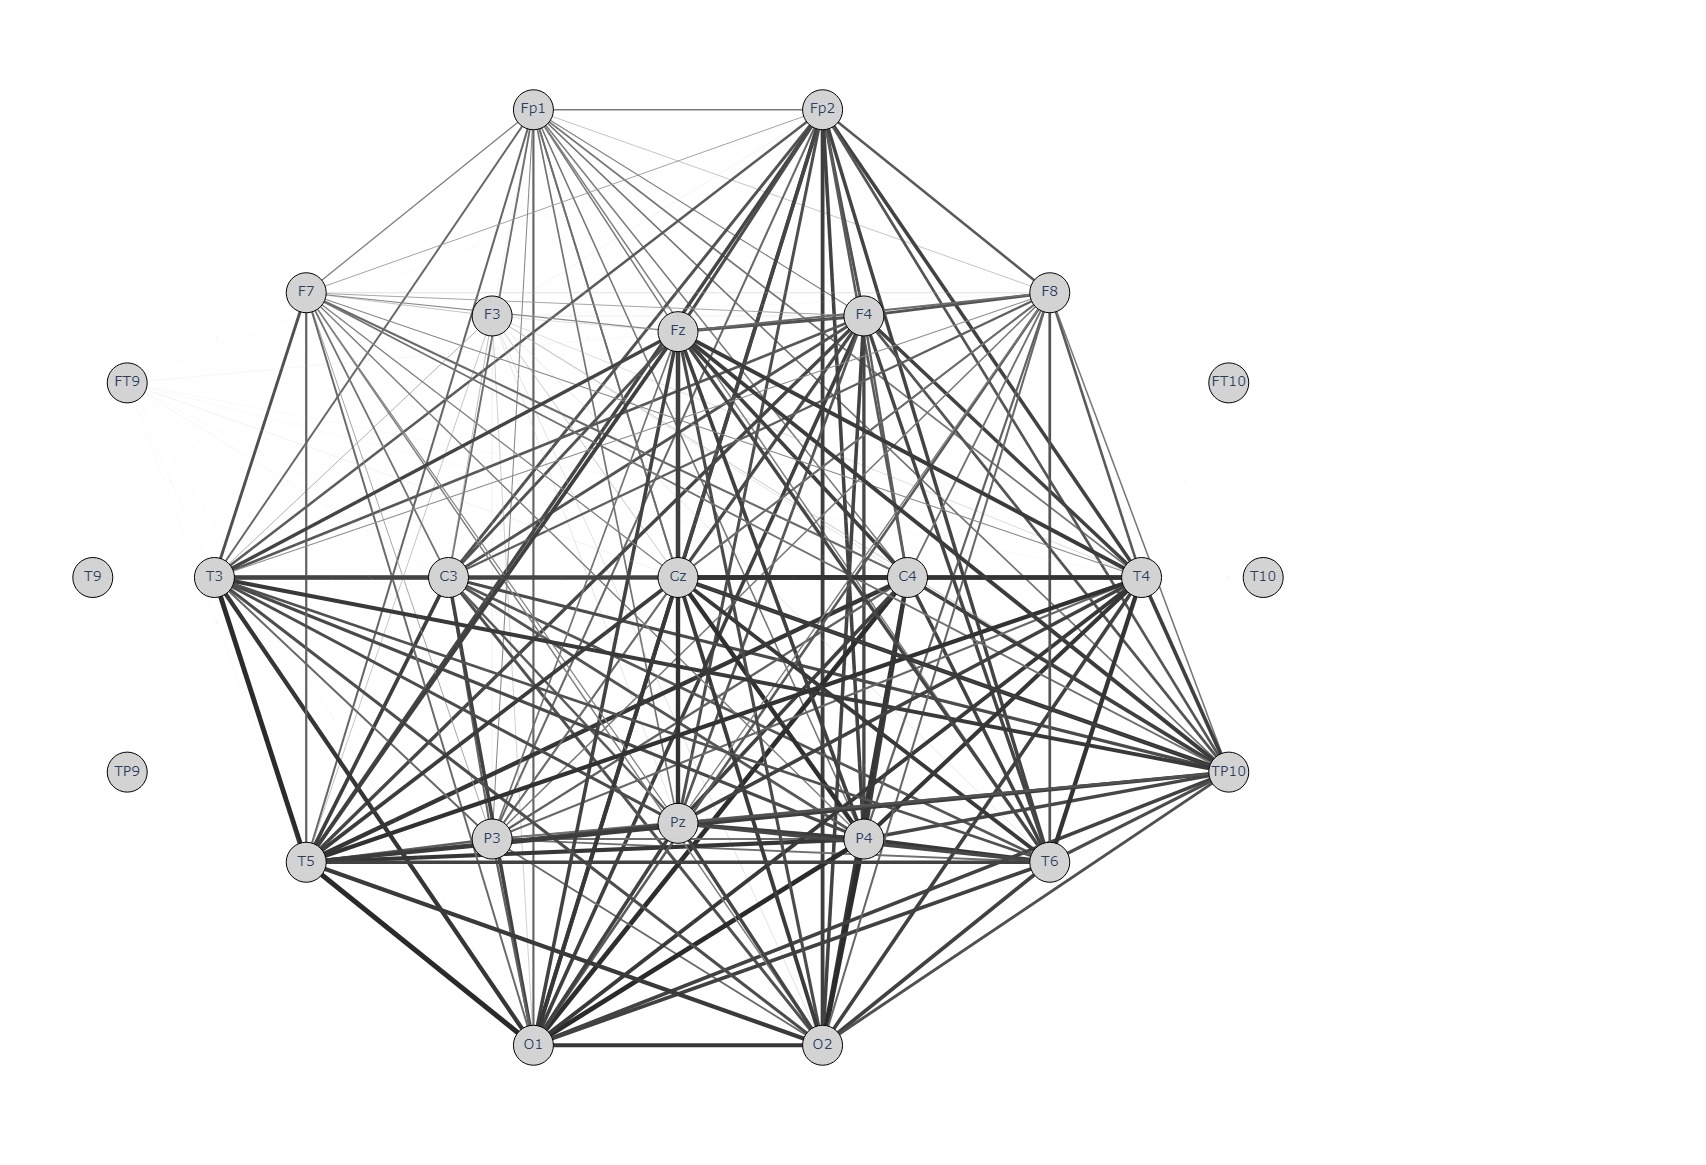 Fp1 Fp2
F7 F3 Fz F4 F8
FT9 FT10
T9 T3 C3 Cz C4 T4 T10
TP9 TP10
T5 P3 Pz P4 T6
O1 O2